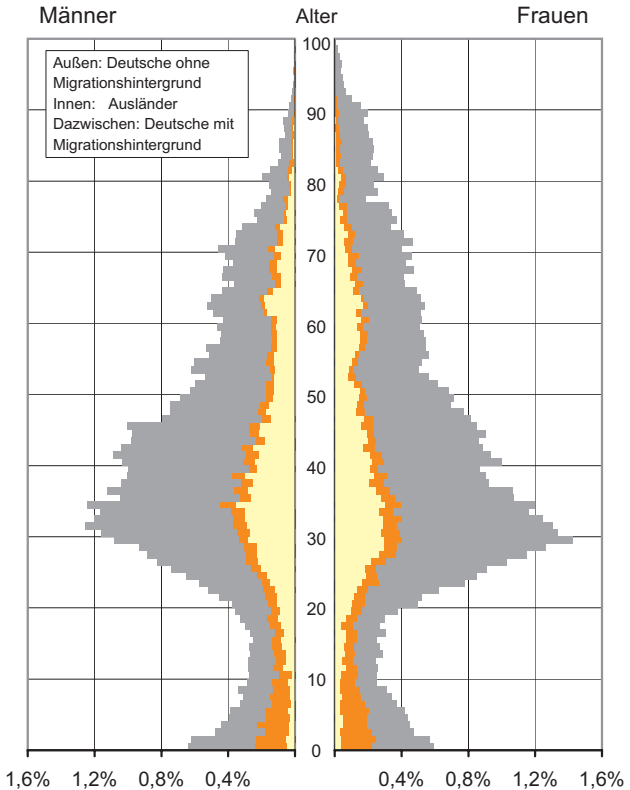 Männer Alter Frauen
Außen: Deutsche ohne
Migrationshintergrund
Innen: Ausländer
Dazwischen: Deutsche mit
Migrationshintergrund
100
90
80
70
60
50
40
30
20
10
0
1,6% 1,2% 0,8% 0,4% 0,4% 0,8% 1,2% 1,6%